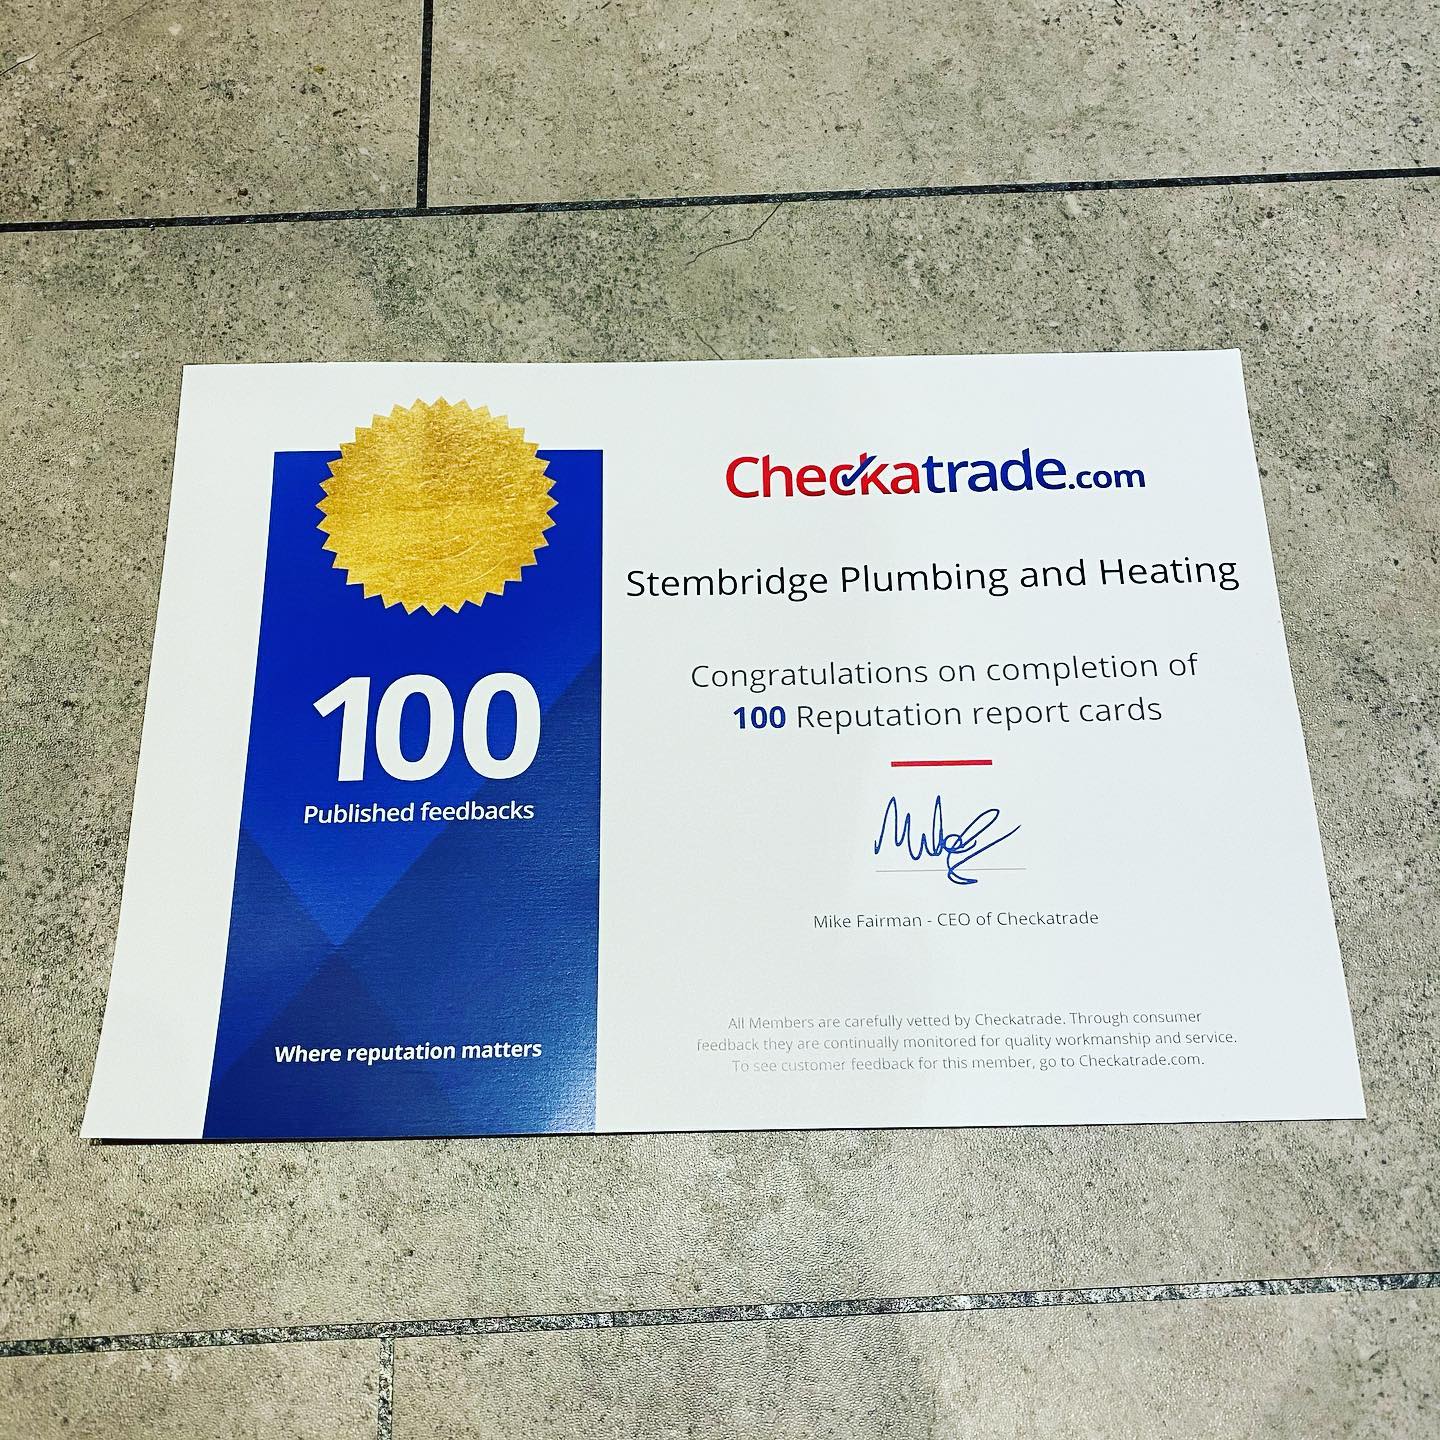 Checkatrade.com
Stembridge Plumbing and Heating
Congratulations on completion of
100 Reputation report cards
Mike Fairman - CEO of Checkatrade
All Members are carefully vetted by Checkatrade. Through consumer
feedback they are continually monitored for quality workmanship and service.
To see customer feedback for this member, go to Checkatrade.com.
100
Published feedbacks
Where reputation matters